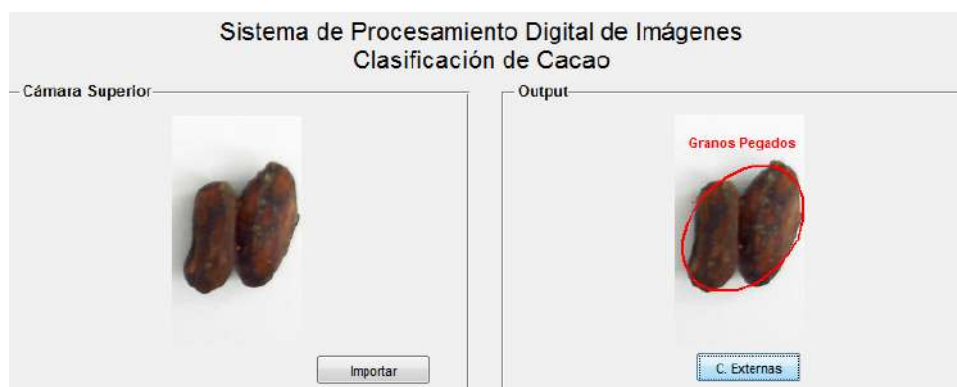 Sistema de Procesamiento Digital de Imágenes
Clasificación de Cacao
Cámara Superior
Output
Granos Pegados
Importar
C. Externas